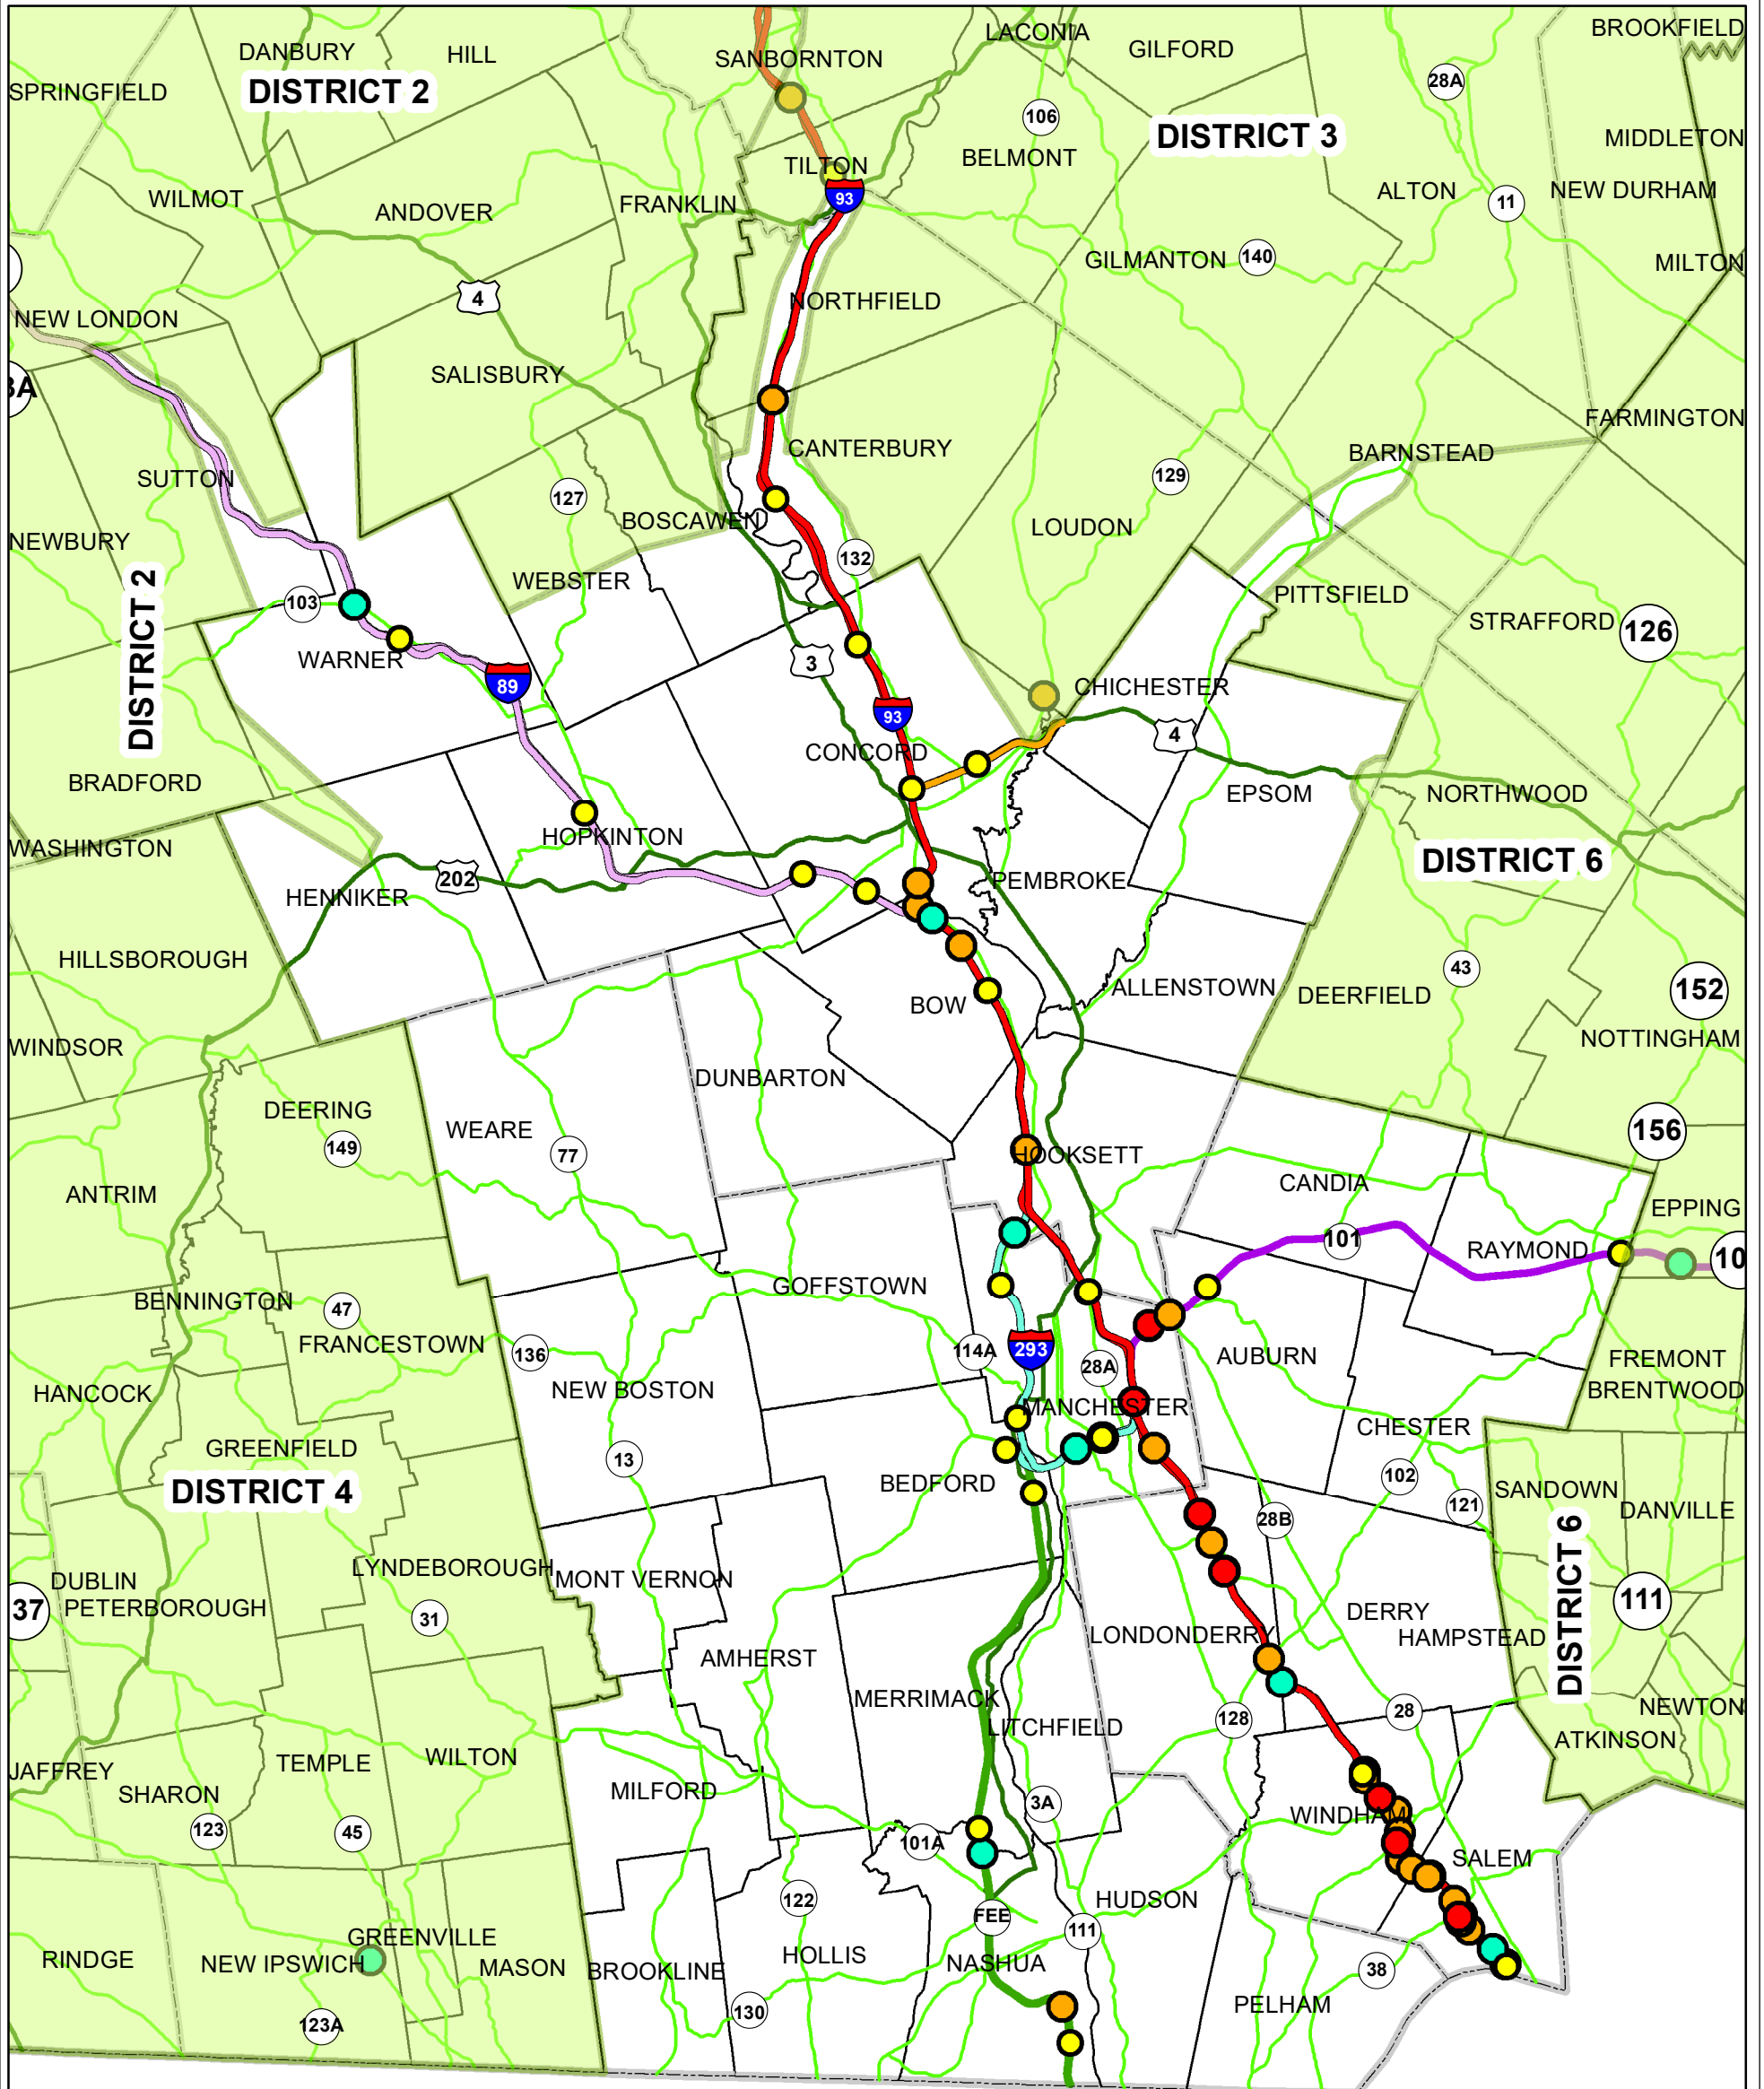 LACONIA
BROOKFIELD
DANBURY
HILL
SANBORNTON
GILFORD
28A
SPRINGFIELD
DISTRICT 2
106
DISTRICT 3
MIDDLETON
TILTON
BELMONT
WILMOT
ANDOVER
FRANKLIN
93
ALTON
11
NEW DURHAM
GILMANTON
140
MILTON
4
NORTHFIELD
NEW LONDON
SALISBURY
3A
FARMINGTON
CANTERBURY
BARNSTEAD
SUTTON
127
129
BOSCAWEN
LOUDON
NEWBURY
132
WEBSTER
103
PITTSFIELD
STRAFFORD
126
DISTRICT 2
WARNER
3
89
CHICHESTER
93
4
CONCORD
BRADFORD
EPSOM
NORTHWOOD
HOPKINTON
WASHINGTON
DISTRICT 6
202
PEMBROKE
HENNIKER
HILLSBOROUGH
43
ALLENSTOWN
DEERFIELD
152
BOW
WINDSOR
NOTTINGHAM
DUNBARTON
DEERING
WEARE
156
149
77
HOOKSETT
CANDIA
ANTRIM
EPPING
101
RAYMOND
10
GOFFSTOWN
BENNINGTON
47
FRANCESTOWN
136
114A
293
28A
AUBURN
FREMONT
HANCOCK
NEW BOSTON
BRENTWOOD
MANCHESTER
CHESTER
GREENFIELD
13
BEDFORD
102
DISTRICT 4
SANDOWN
121
DANVILLE
28B
LYNDEBOROUGH
DUBLIN
MONT VERNON
37
PETERBOROUGH
31
111
DERRY
LONDONDERRY
HAMPSTEAD
DISTRICT 6
AMHERST
MERRIMACK
NEWTON
LITCHFIELD
128
28
ATKINSON
JAFFREY
TEMPLE
WILTON
SHARON
MILFORD
3A
WINDHAM
123
45
101A
SALEM
122
HUDSON
FEE
111
GREENVILLE
RINDGE
NEW IPSWICH
MASON
BROOKLINE
HOLLIS
NASHUA
38
130
PELHAM
123A